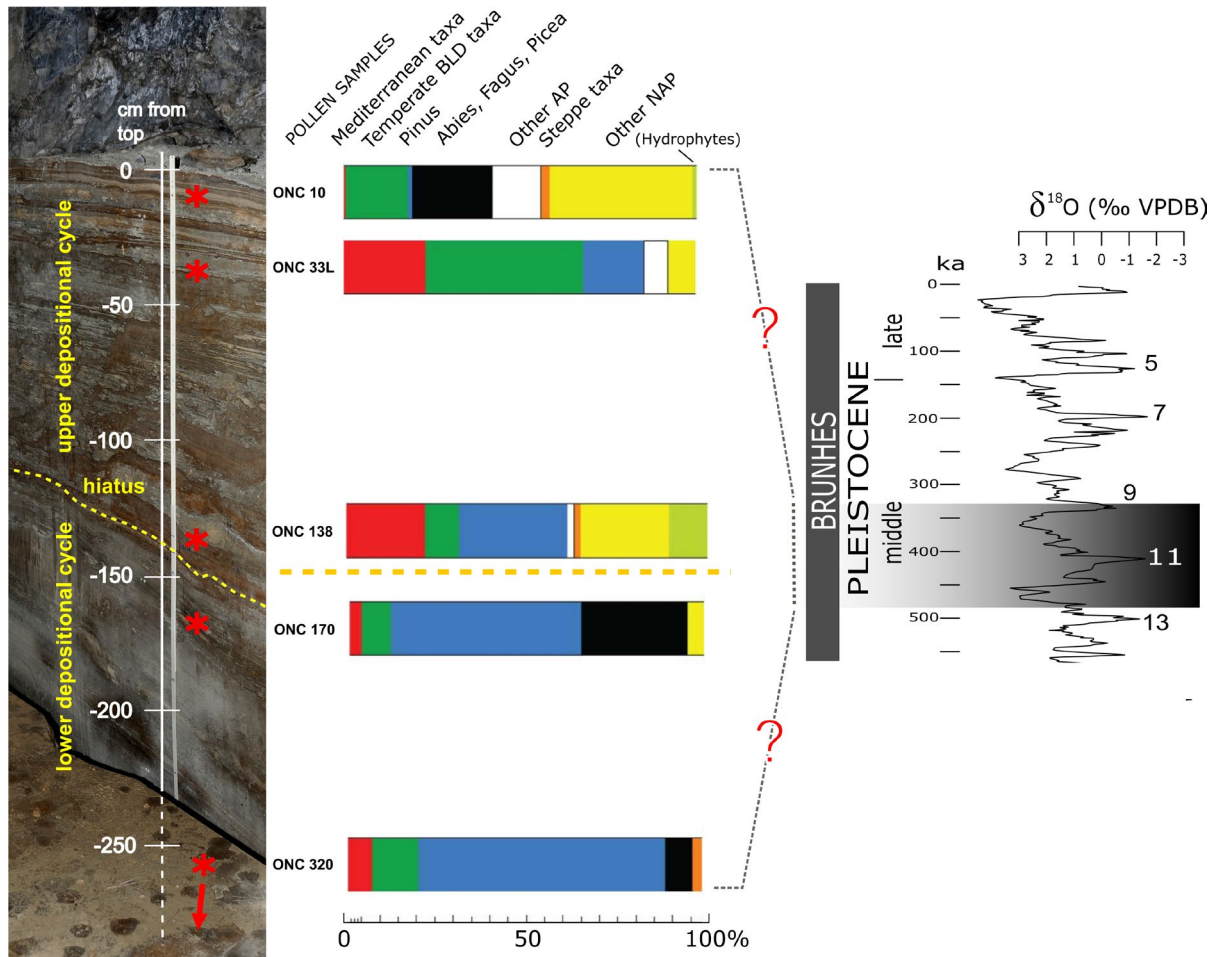 cm from
top
0
-50
-100
-150
-200
-250
upper depositional cycle
hiatus
lower depositional cycle
POLLEN SAMPLES
Mediterranean taxa
Temperate BLD taxa
Pinus
Abies, Fagus, Picea
Other AP
Steppe taxa
Other NAP
(Hydrophytes)
ONC 10
ONC 33L
ONC 138
ONC 170
ONC 320
0 50 100%
?
?
BRUNHES
PLEISTOCENE
late
middle
δ18O (‰ VPDB)
3 2 1 0 -1 -2 -3
ka
0
100
200
300
400
500
5
7
9
11
13